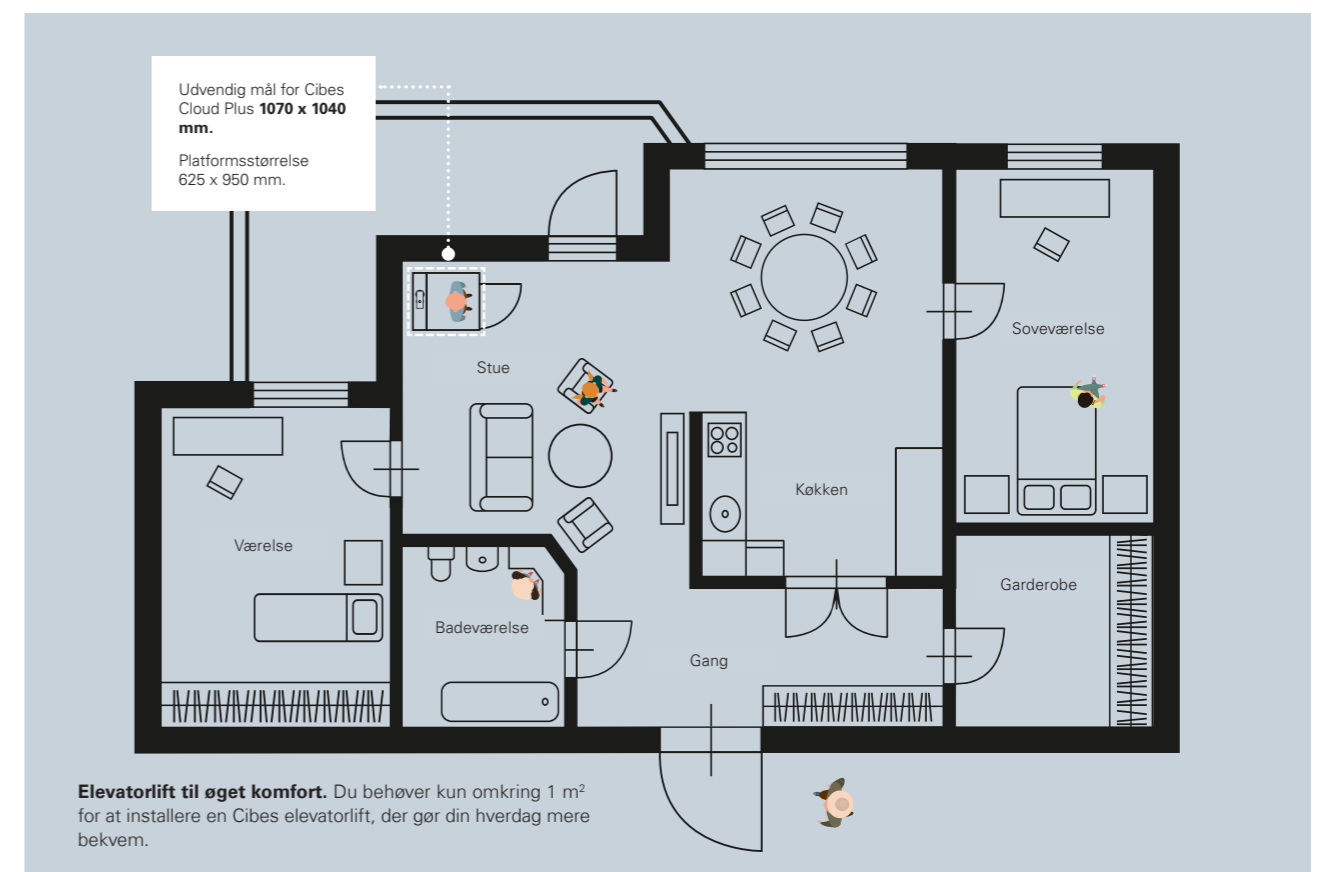 Udvendig mål for Cibes
Cloud Plus 1070 x 1040
mm.
Platformsstørrelse
625 x 950 mm.
Stue
Soveværelse
Køkken
Værelse
Badeværelse
Garderobe
Gang
Elevatorlift til øget komfort. Du behøver kun omkring 1 m²
for at installere en Cibes elevatorlift, der gør din hverdag mere
bekvem.